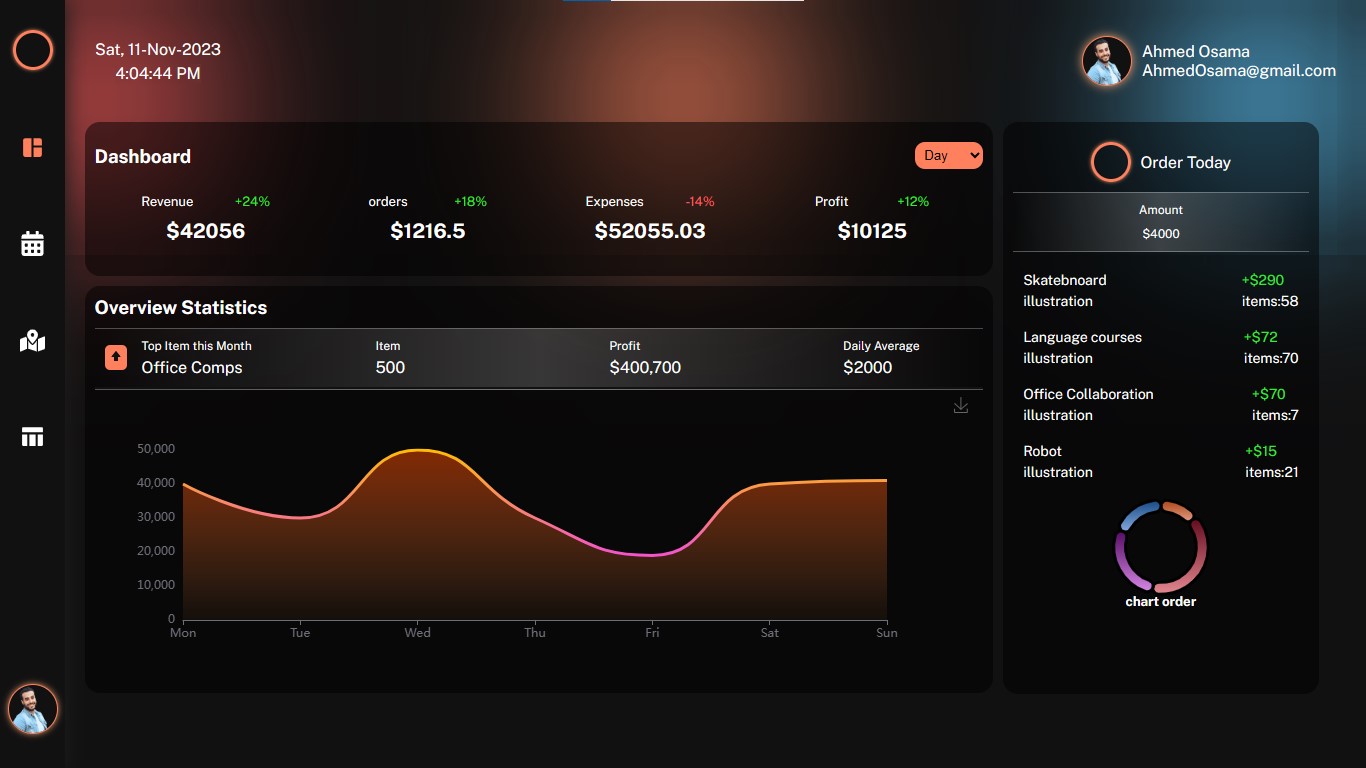 Sat, 11-Nov-2023
4:04:44 PM
Ahmed Osama
AhmedOsama@gmail.com
Dashboard
Day
Revenue +24%
$42056
orders +18%
$1216.5
Expenses -14%
$52055.03
Profit +12%
$10125
Overview Statistics
Top Item this Month
Office Comps
Item
500
Profit
$400,700
Daily Average
$2000
50,000
40,000
30,000
20,000
10,000
0
Mon Tue Wed Thu Fri Sat Sun
Order Today
Amount
$4000
Skatebnoard +$290
illustration items:58
Language courses +$72
illustration items:70
Office Collaboration +$70
illustration items:7
Robot +$15
illustration items:21
chart order